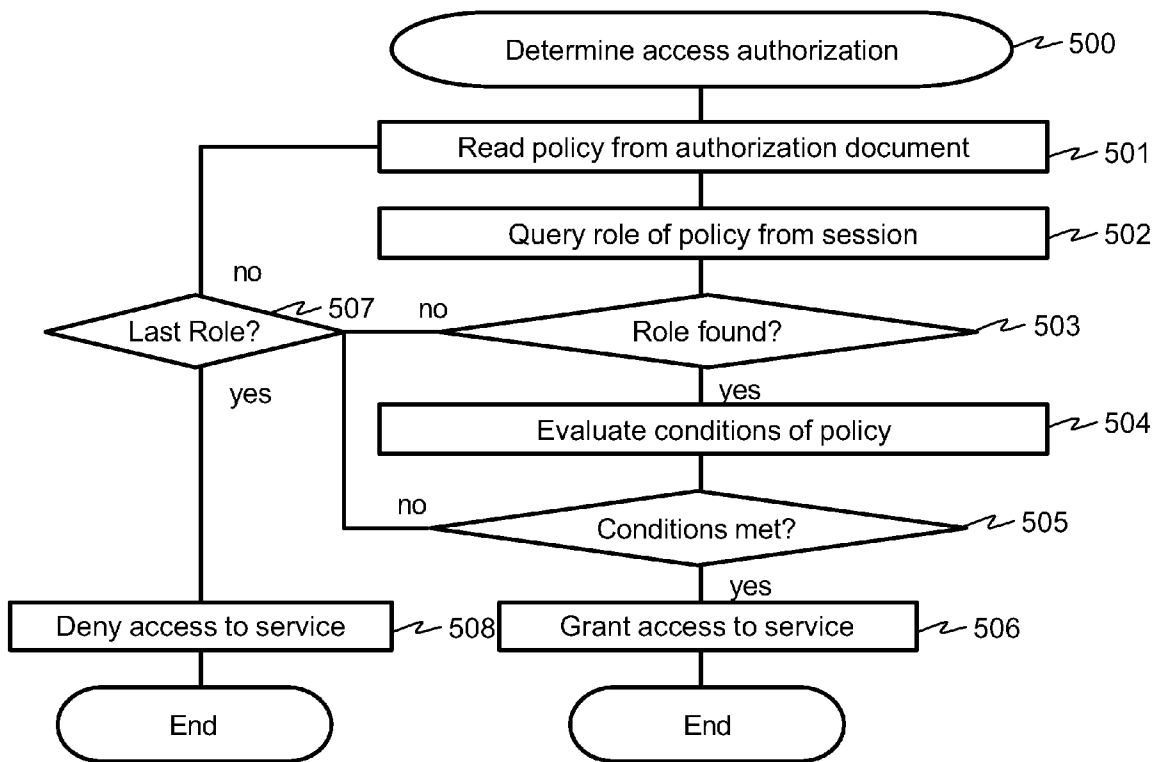 Determine access authorization
500
Read policy from authorization document
501
Query role of policy from session
502
no
507
Last Role?
no
Role found?
503
yes
yes
Evaluate conditions of policy
504
no
Conditions met?
505
yes
Deny access to service
508
Grant access to service
506
End
End